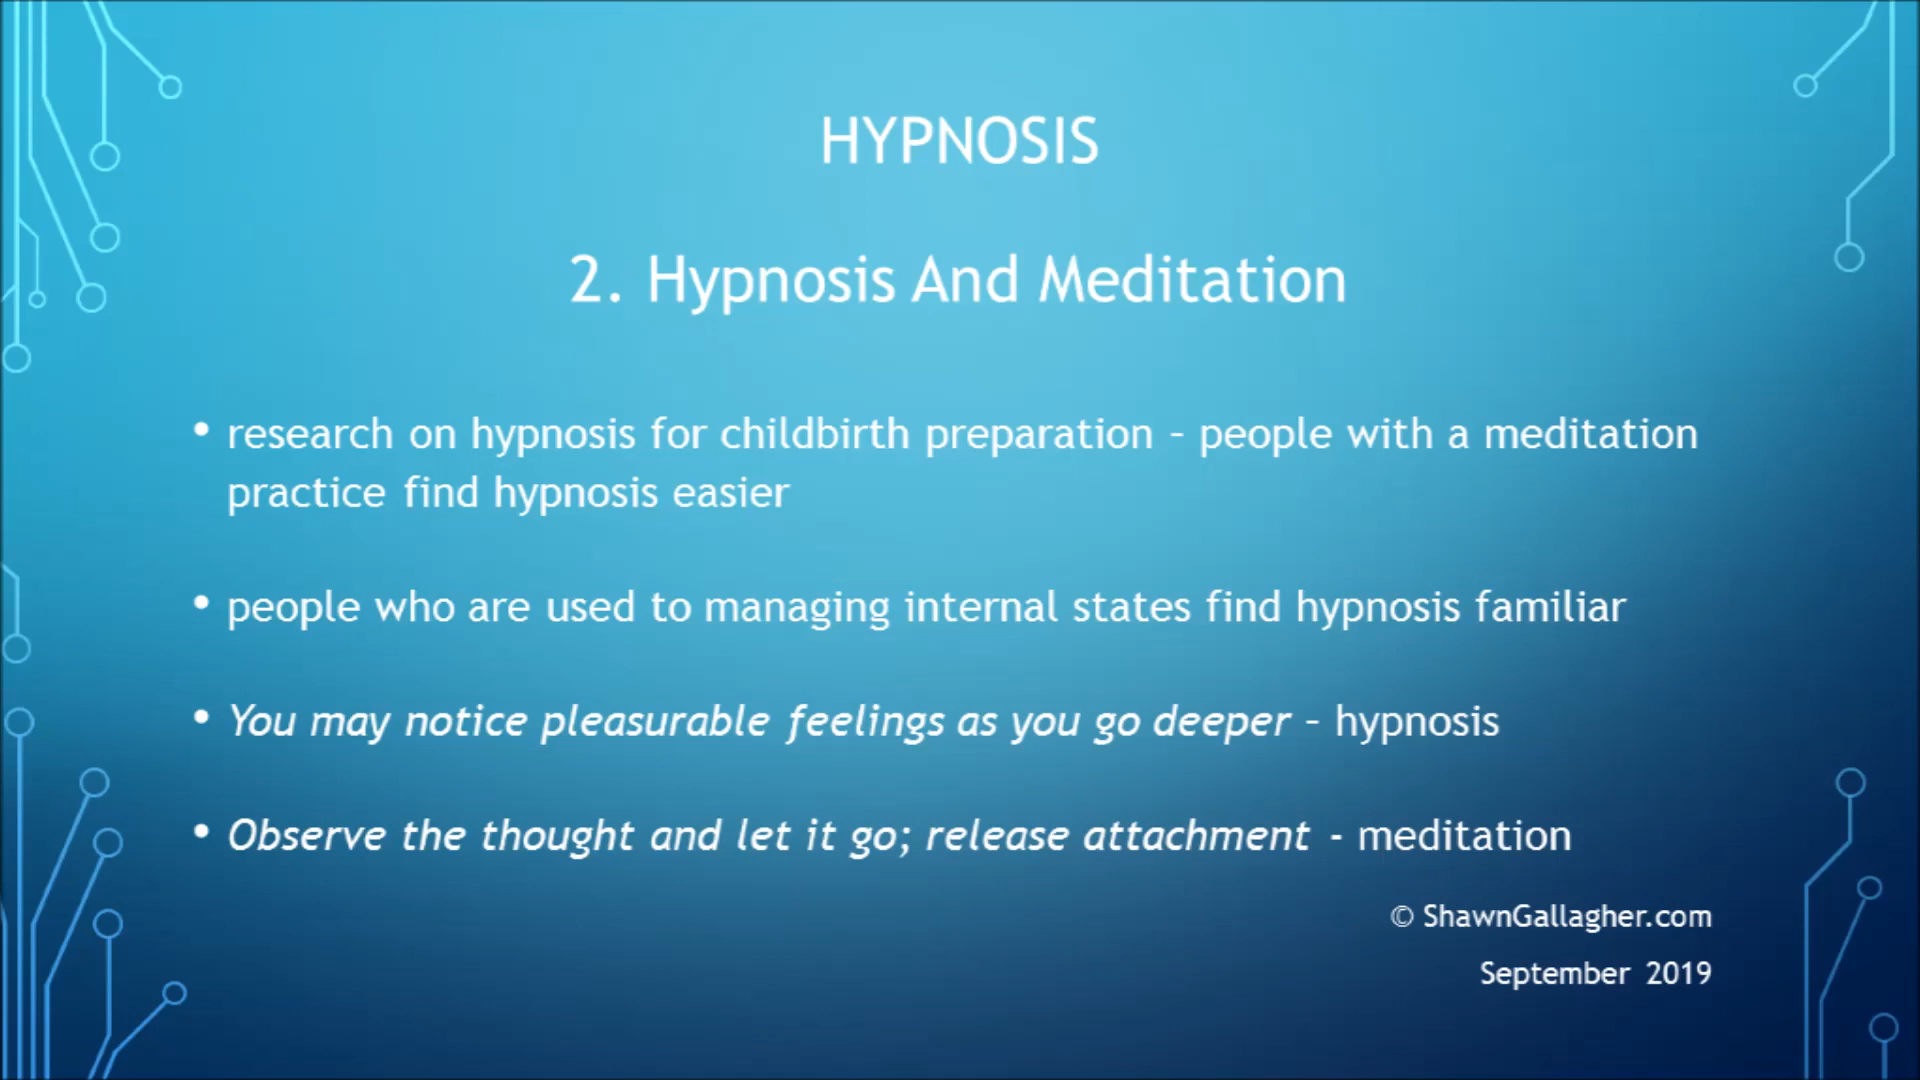 HYPNOSIS
2. Hypnosis And Meditation
• research on hypnosis for childbirth preparation – people with a meditation
practice find hypnosis easier
• people who are used to managing internal states find hypnosis familiar
• You may notice pleasurable feelings as you go deeper – hypnosis
• Observe the thought and let it go; release attachment - meditation
© ShawnGallagher.com
September 2019